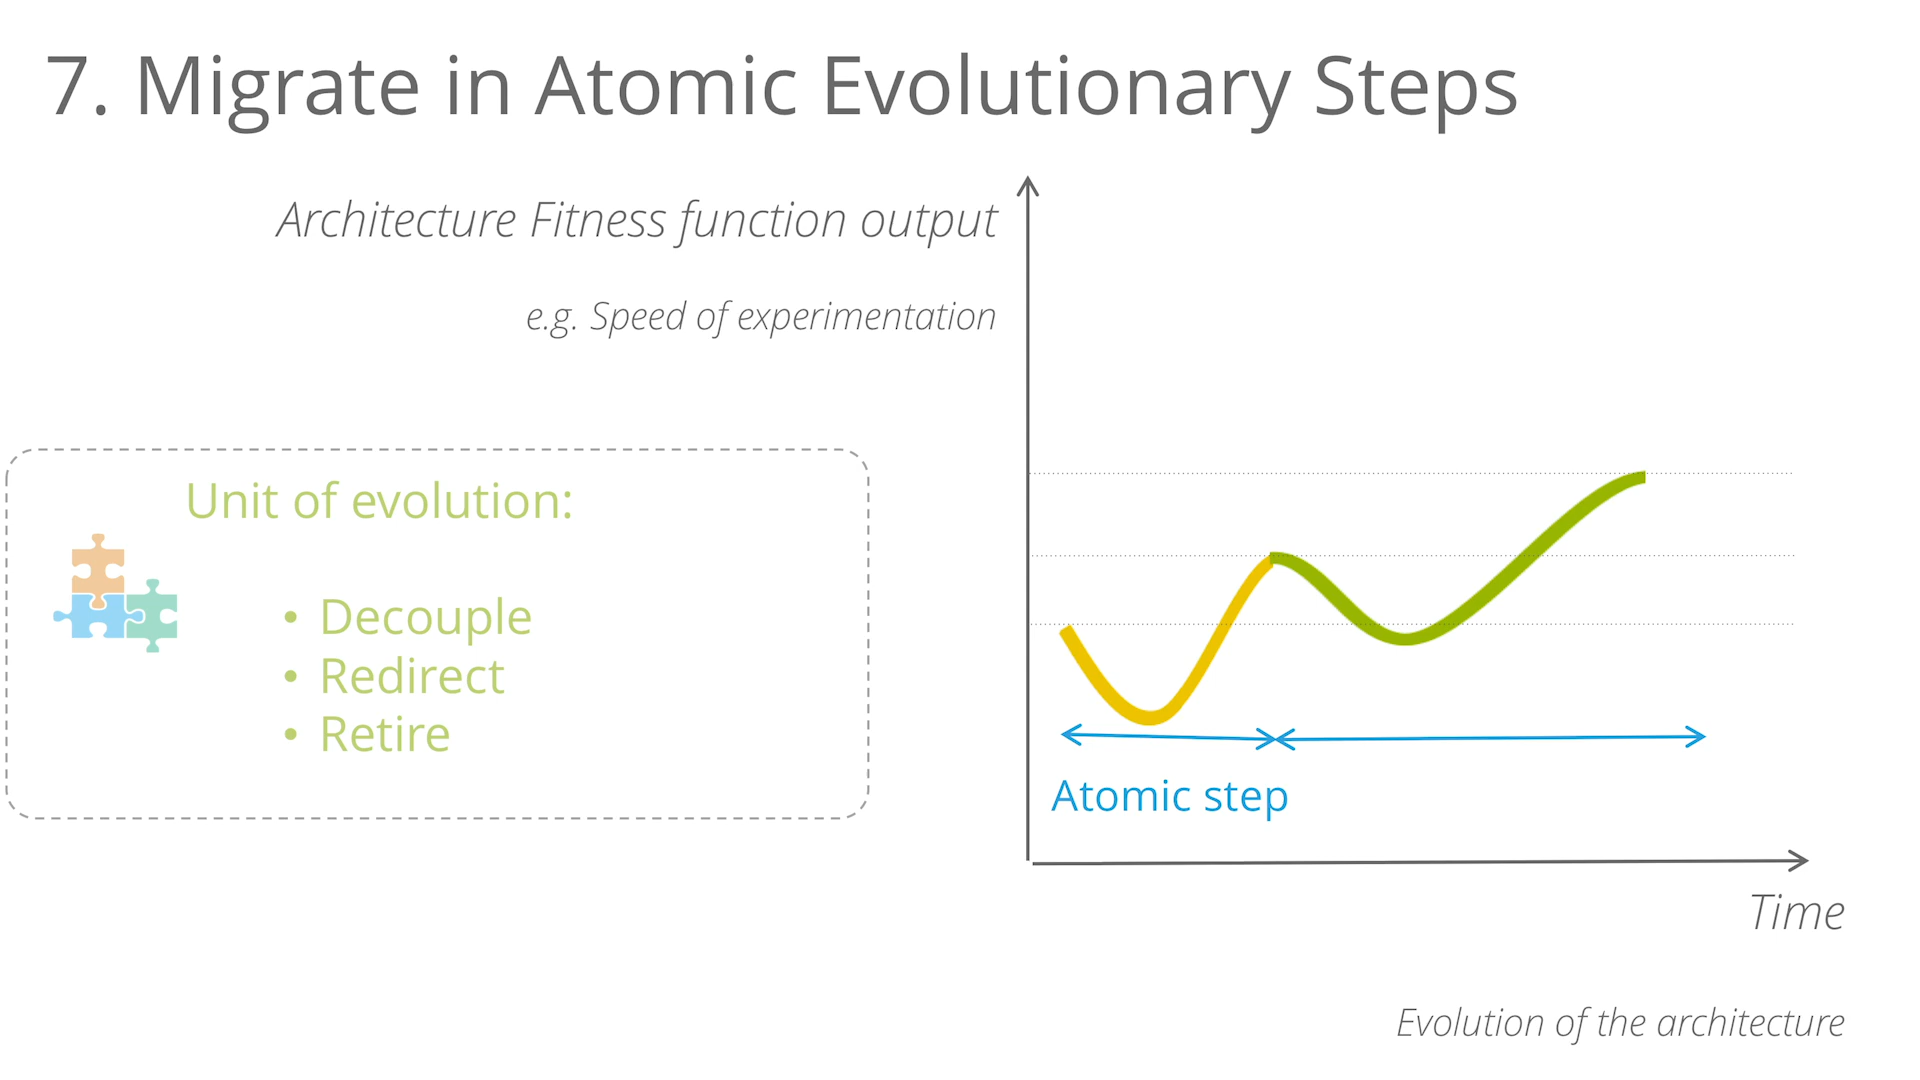 7. Migrate in Atomic Evolutionary Steps
Architecture Fitness function output
e.g. Speed of experimentation
Unit of evolution:
• Decouple
• Redirect
• Retire
Atomic step
Time
Evolution of the architecture